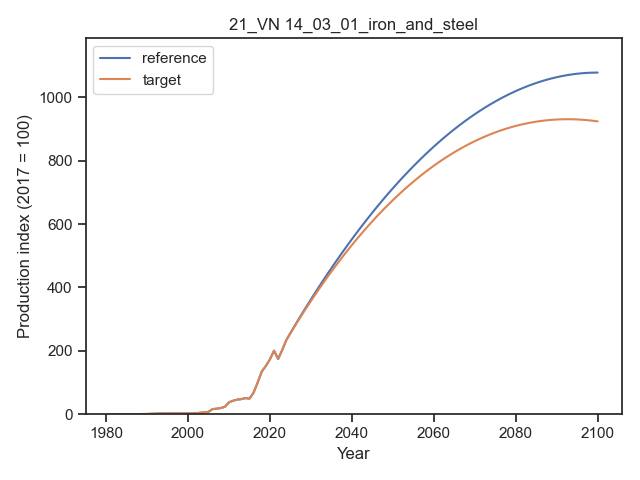 21_VN 14_03_01_iron_and_steel
reference
target
Production index (2017 = 100)
1000
800
600
400
200
0
1980 2000 2020 2040 2060 2080 2100
Year